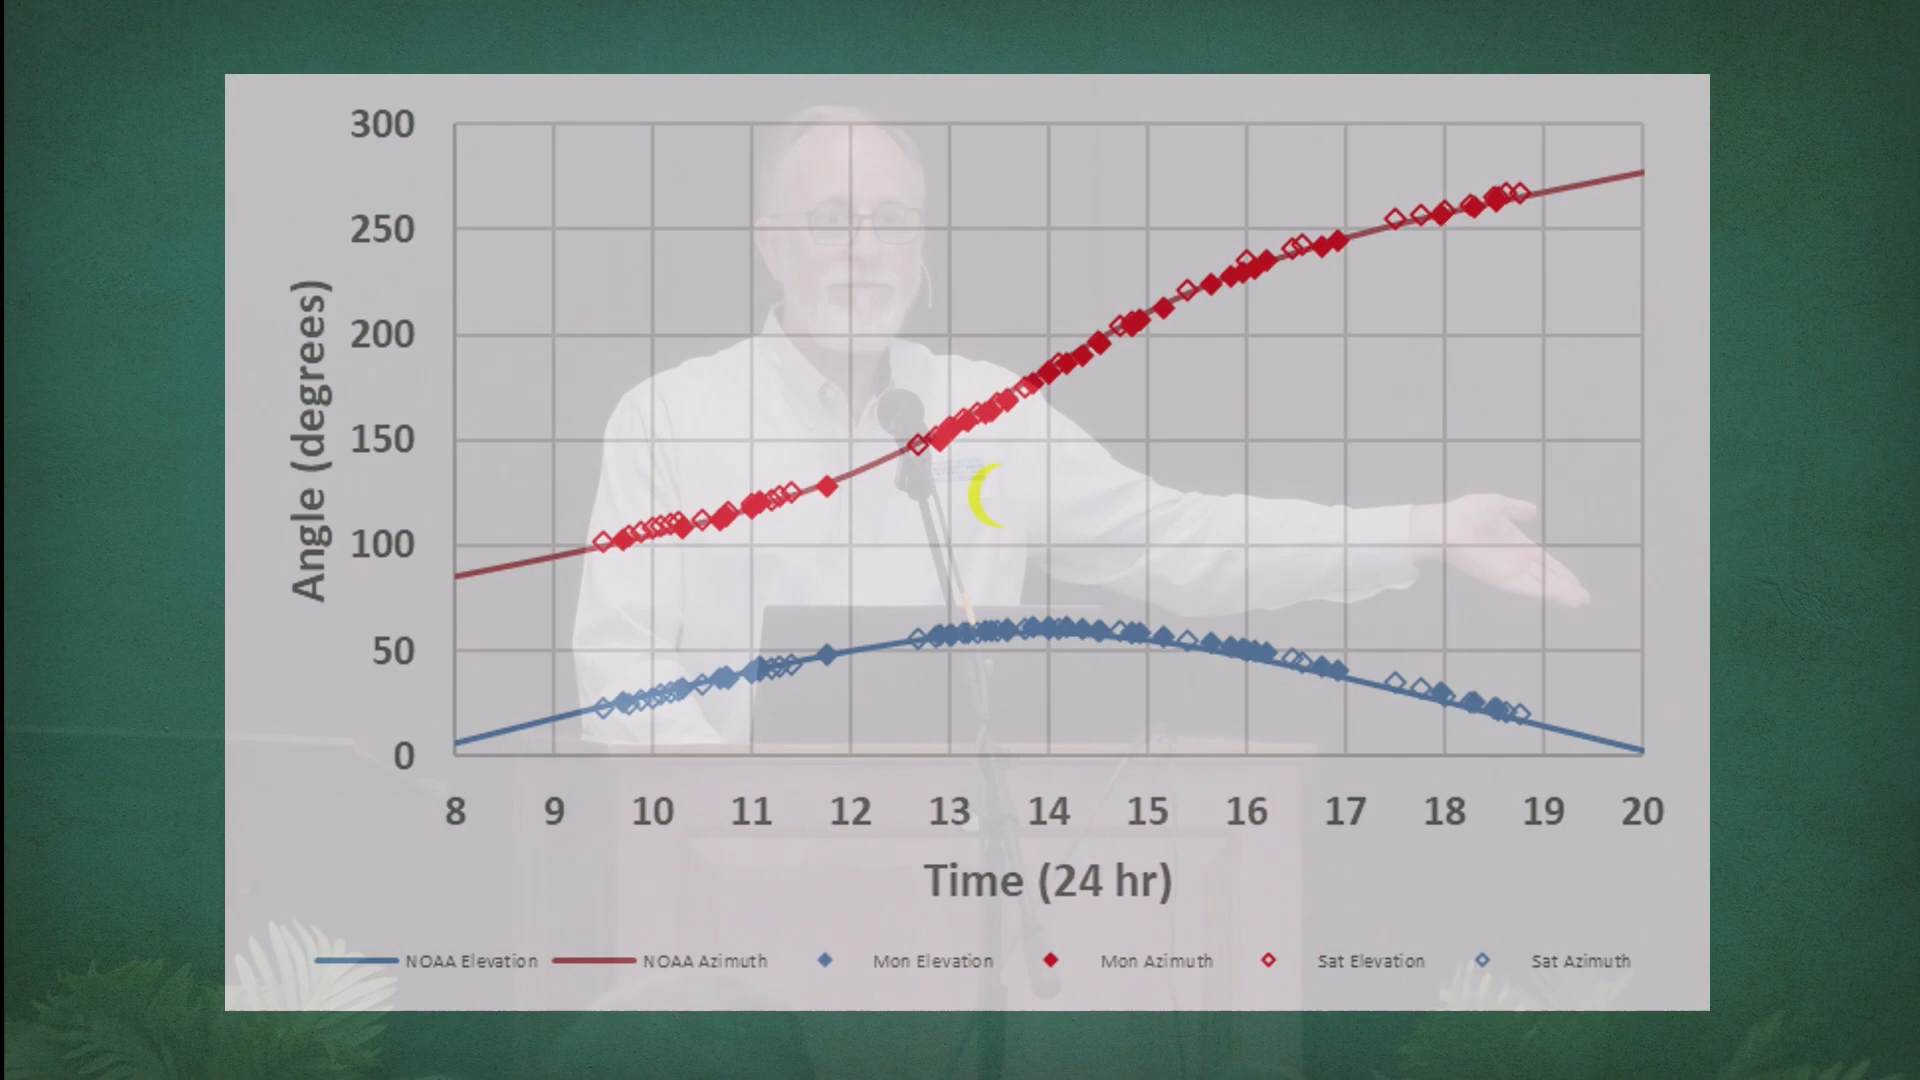 300
250
200
150
100
50
0
Angle (degrees)
8 9 10 11 12 13 14 15 16 17 18 19 20
Time (24 hr)
NOAA Elevation NOAA Azimuth Mon Elevation Mon Azimuth Sat Elevation Sat Azimuth